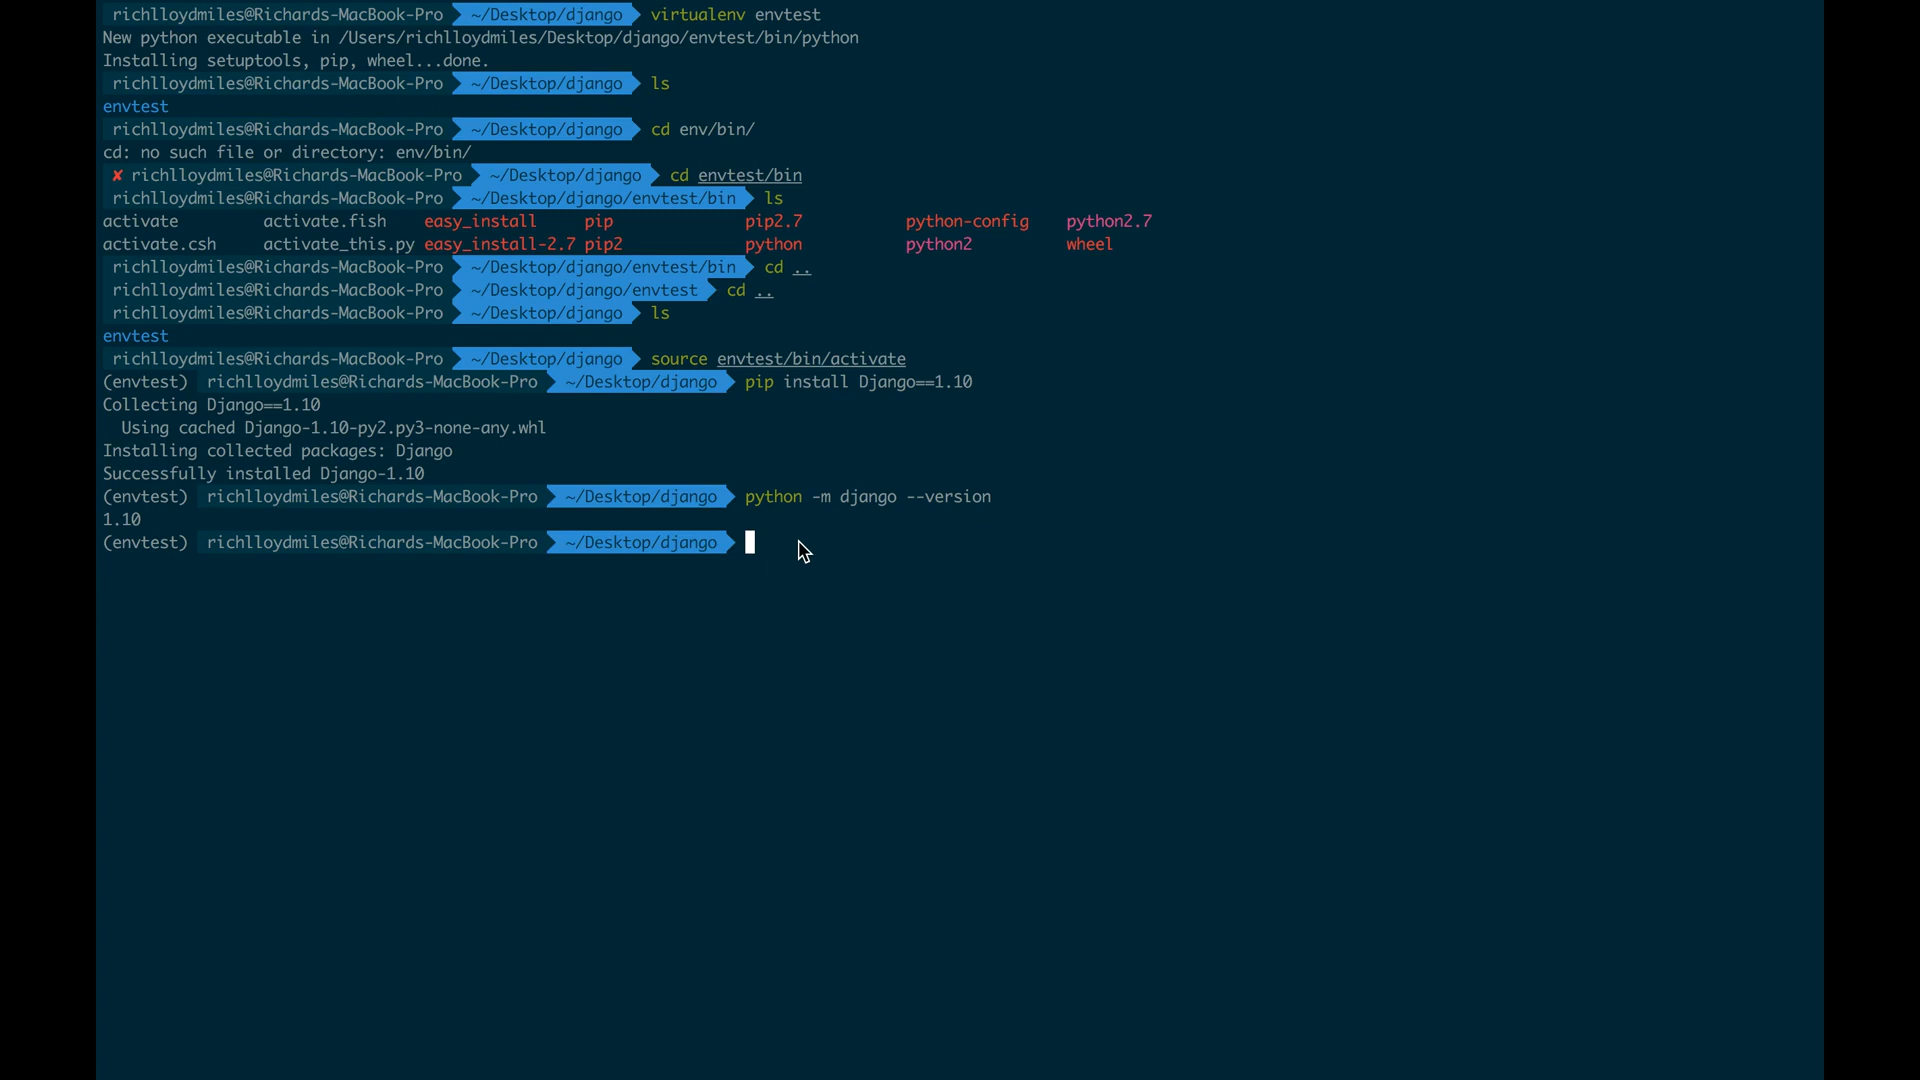 richlloydmiles@Richards-MacBook-Pro ~/Desktop/django virtualenv envtest
New python executable in /Users/richlloydmiles/Desktop/django/envtest/bin/python
Installing setuptools, pip, wheel...done.
richlloydmiles@Richards-MacBook-Pro ~/Desktop/django ls
envtest
richlloydmiles@Richards-MacBook-Pro ~/Desktop/django cd env/bin/
cd: no such file or directory: env/bin/
✘ richlloydmiles@Richards-MacBook-Pro ~/Desktop/django cd envtest/bin
richlloydmiles@Richards-MacBook-Pro ~/Desktop/django/envtest/bin ls
activate activate.fish easy_install pip pip2.7 python-config python2.7
activate.csh activate_this.py easy_install-2.7 pip2 python python2 wheel
richlloydmiles@Richards-MacBook-Pro ~/Desktop/django/envtest/bin cd ..
richlloydmiles@Richards-MacBook-Pro ~/Desktop/django/envtest cd ..
richlloydmiles@Richards-MacBook-Pro ~/Desktop/django ls
envtest
richlloydmiles@Richards-MacBook-Pro ~/Desktop/django source envtest/bin/activate
(envtest) richlloydmiles@Richards-MacBook-Pro ~/Desktop/django pip install Django==1.10
Collecting Django==1.10
Using cached Django-1.10-py2.py3-none-any.whl
Installing collected packages: Django
Successfully installed Django-1.10
(envtest) richlloydmiles@Richards-MacBook-Pro ~/Desktop/django python -m django --version
1.10
(envtest) richlloydmiles@Richards-MacBook-Pro ~/Desktop/django